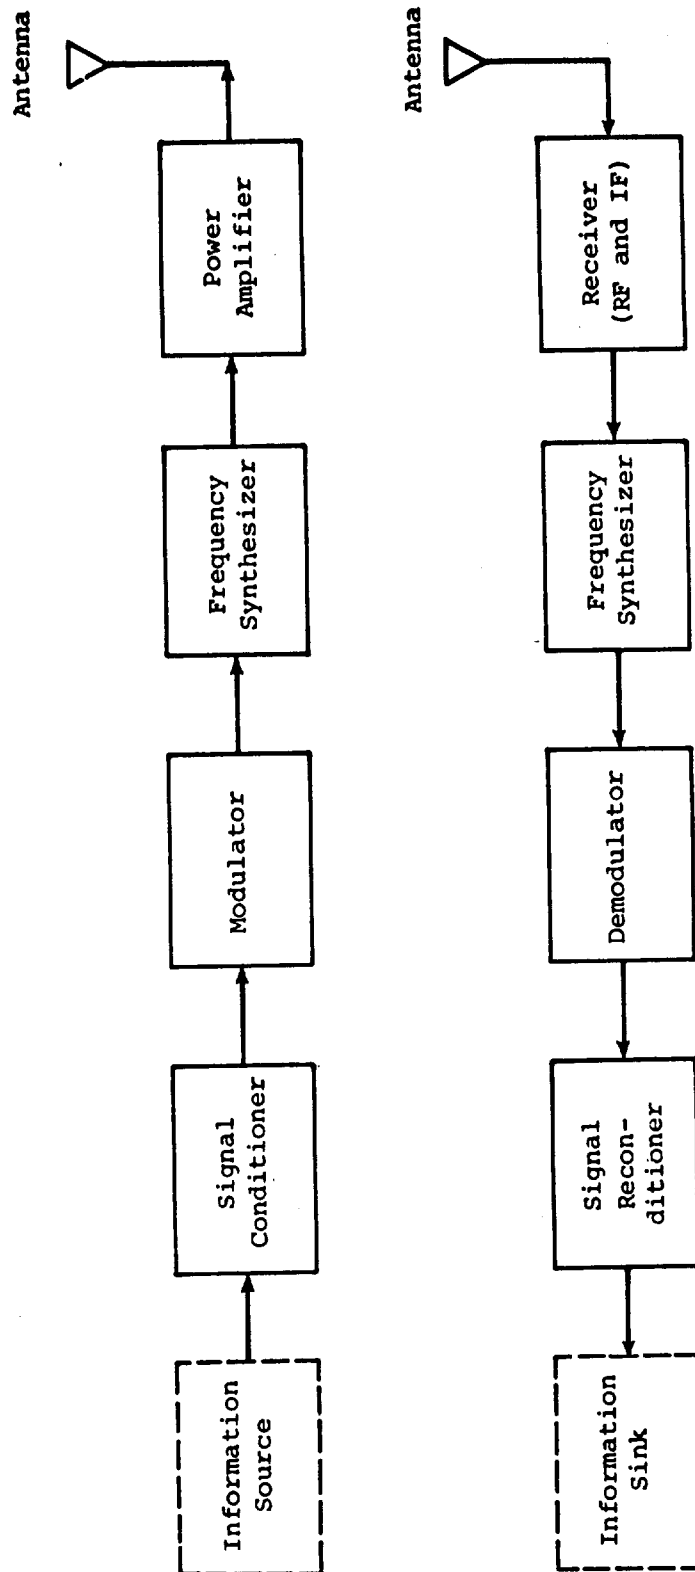 Information
Source
Signal
Conditioner
Modulator
Frequency
Synthesizer
Power
Amplifier
Antenna
Information
Sink
Signal
Recon-
ditioner
Demodulator
Frequency
Synthesizer
Receiver
(RF and IF)
Antenna